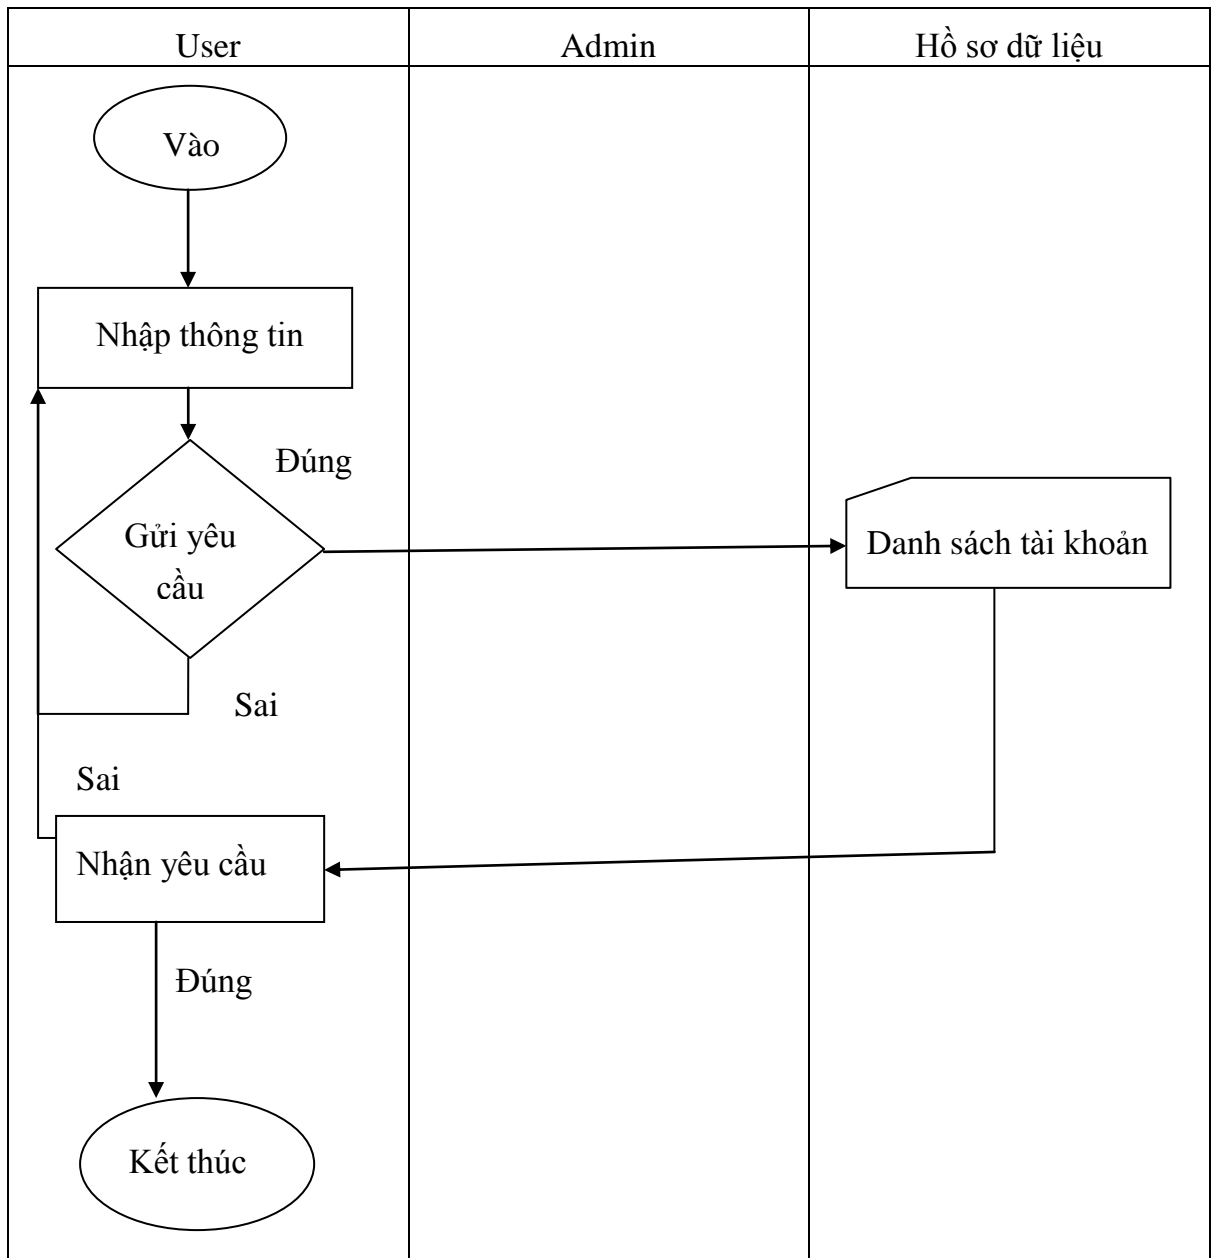 User
Admin
Hồ sơ dữ liệu
Vào
Nhập thông tin
Đúng
Gửi yêu
cầu
Danh sách tài khoản
Sai
Sai
Nhận yêu cầu
Đúng
Kết thúc